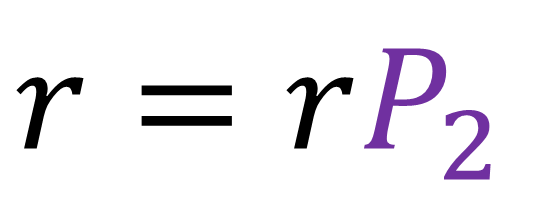 r = rP₂